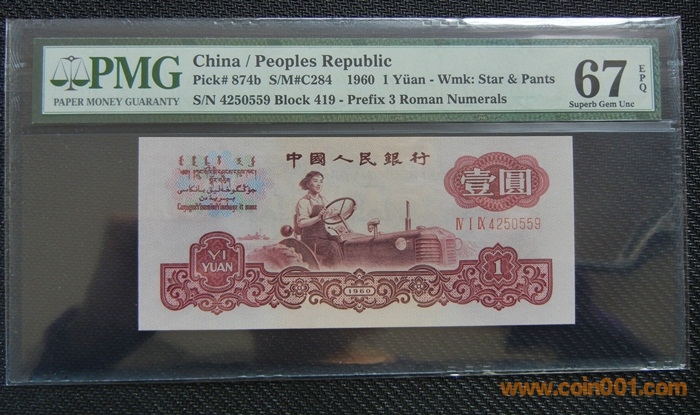 PMG
PAPER MONEY GUARANTY
China / Peoples Republic
Pick# 874b S/M#C284 1960 1 Yüan - Wmk: Star & Pants
S/N 4250559 Block 419 - Prefix 3 Roman Numerals
67 EPQ
Superb Gem Unc
中國人民銀行
壹圓
Ⅳ Ⅰ Ⅸ 4250559
YI
YUAN
1960
1
www.coin001.com